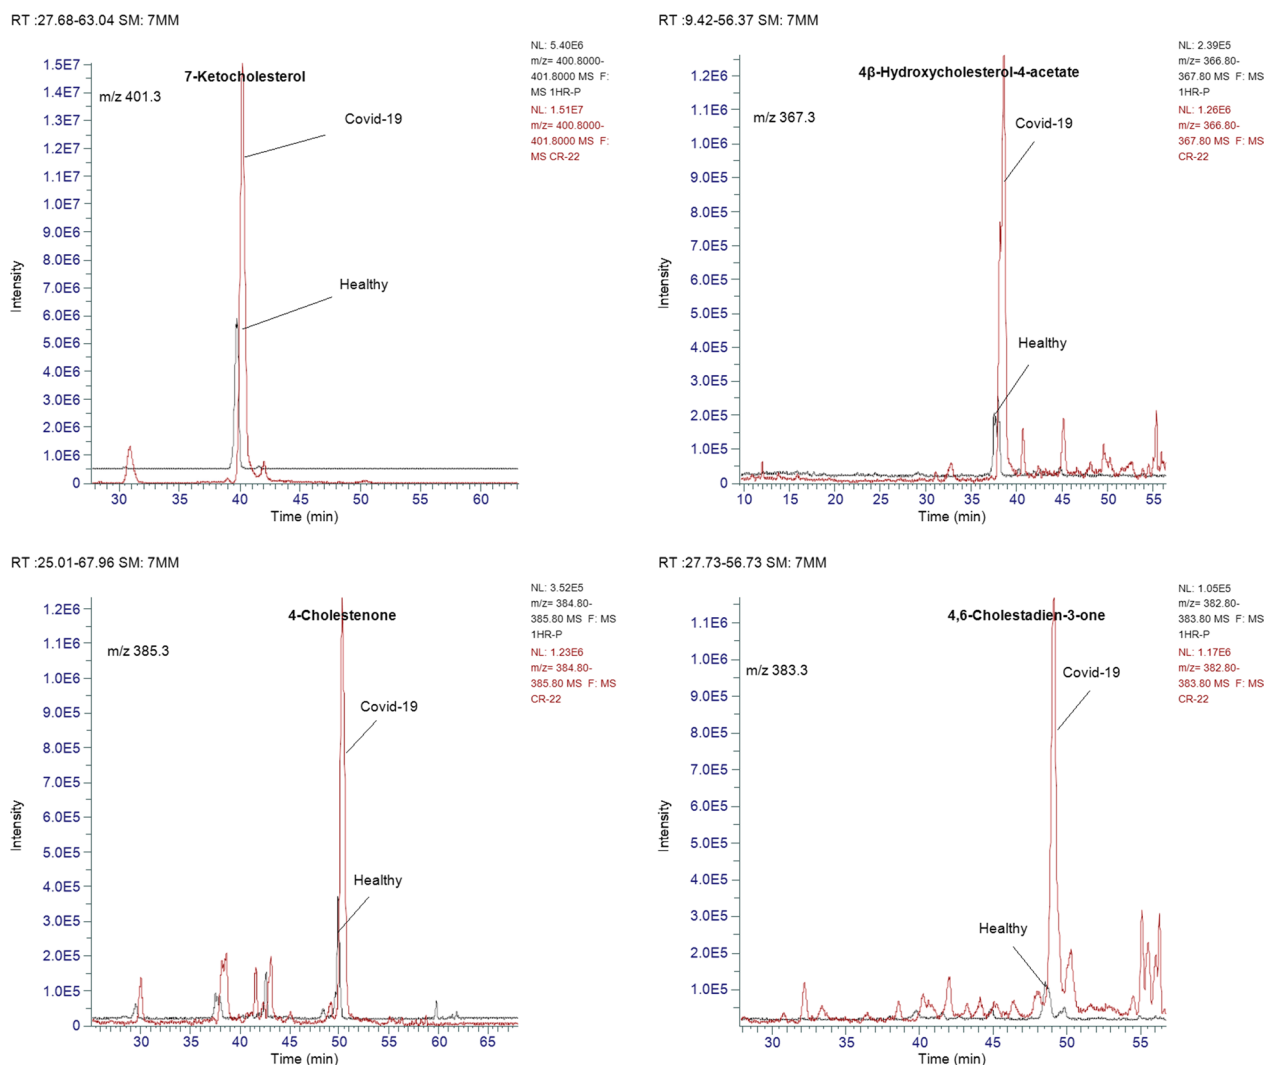 RT :27.68-63.04 SM: 7MM
NL: 5.40E6
m/z= 400.8000-
401.8000 MS F:
MS 1HR-P
NL: 1.51E7
m/z= 400.8000-
401.8000 MS F:
MS CR-22
7-Ketocholesterol
m/z 401.3
Covid-19
Healthy
Intensity
1.5E7
1.4E7
1.3E7
1.2E7
1.1E7
1.0E7
9.0E6
8.0E6
7.0E6
6.0E6
5.0E6
4.0E6
3.0E6
2.0E6
1.0E6
0
30 35 40 45 50 55 60
Time (min)
RT :9.42-56.37 SM: 7MM
NL: 2.39E5
m/z= 366.80-
367.80 MS F: MS
1HR-P
NL: 1.26E6
m/z= 366.80-
367.80 MS F: MS
CR-22
4β-Hydroxycholesterol-4-acetate
m/z 367.3
Covid-19
Healthy
Intensity
1.2E6
1.1E6
1.0E6
9.0E5
8.0E5
7.0E5
6.0E5
5.0E5
4.0E5
3.0E5
2.0E5
1.0E5
0
10 15 20 25 30 35 40 45 50 55
Time (min)
RT :25.01-67.96 SM: 7MM
NL: 3.52E5
m/z= 384.80-
385.80 MS F: MS
1HR-P
NL: 1.23E6
m/z= 384.80-
385.80 MS F: MS
CR-22
4-Cholestenone
m/z 385.3
Covid-19
Healthy
Intensity
1.2E6
1.1E6
1.0E6
9.0E5
8.0E5
7.0E5
6.0E5
5.0E5
4.0E5
3.0E5
2.0E5
1.0E5
0
30 35 40 45 50 55 60 65
Time (min)
RT :27.73-56.73 SM: 7MM
NL: 1.05E5
m/z= 382.80-
383.80 MS F: MS
1HR-P
NL: 1.17E6
m/z= 382.80-
383.80 MS F: MS
CR-22
4,6-Cholestadien-3-one
m/z 383.3
Covid-19
Healthy
Intensity
1.1E6
1.0E6
9.0E5
8.0E5
7.0E5
6.0E5
5.0E5
4.0E5
3.0E5
2.0E5
1.0E5
0
30 35 40 45 50 55
Time (min)